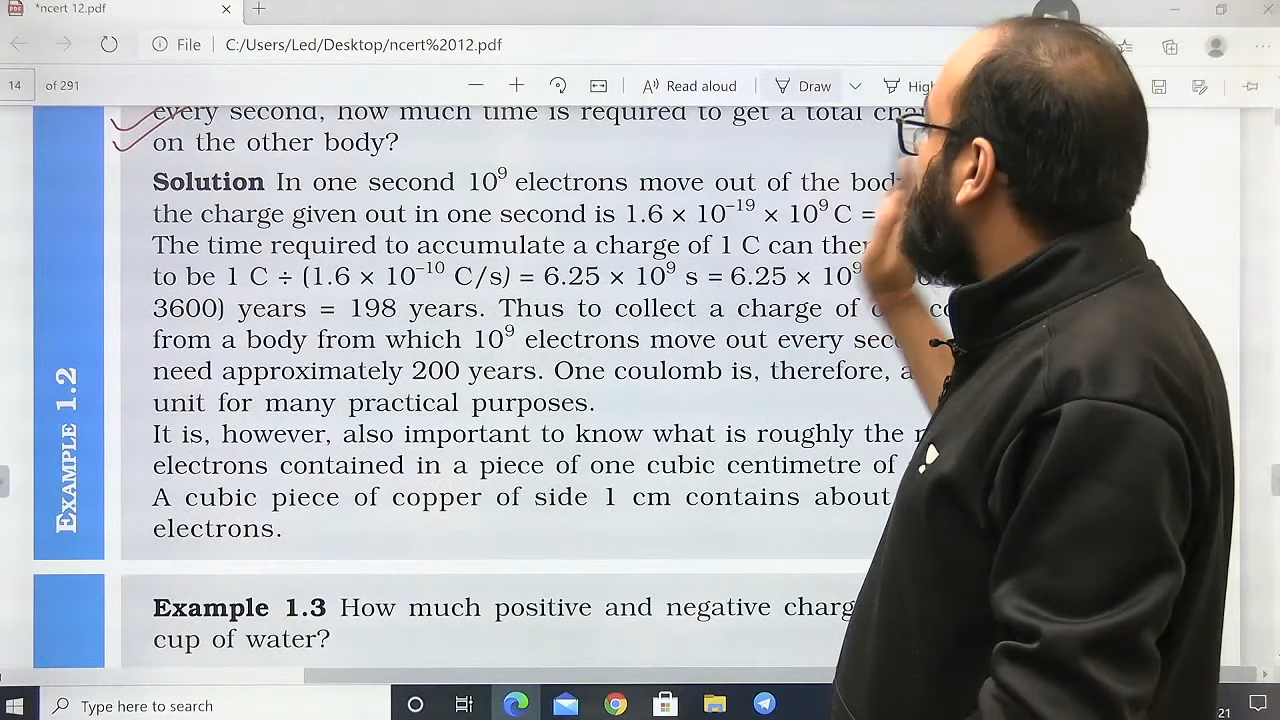 *ncert 12.pdf
File
C:/Users/Led/Desktop/ncert%2012.pdf
14 of 291
Read aloud
Draw
every second, how much time is required to get a total
on the other body?
Solution In one second 10⁹ electrons move out of the
the charge given out in one second is 1.6 × 10⁻¹⁹ × 10⁹ C =
The time required to accumulate a charge of 1 C can
to be 1 C ÷ (1.6 × 10⁻¹⁰ C/s) = 6.25 × 10⁹ s = 6.25 × 10⁹
3600) years = 198 years. Thus to collect a charge of
from a body from which 10⁹ electrons move out every
need approximately 200 years. One coulomb is, therefore,
unit for many practical purposes.
It is, however, also important to know what is roughly the
electrons contained in a piece of one cubic centimetre of
A cubic piece of copper of side 1 cm contains about
electrons.
EXAMPLE 1.2
Example 1.3 How much positive and negative
cup of water?
Type here to search
21